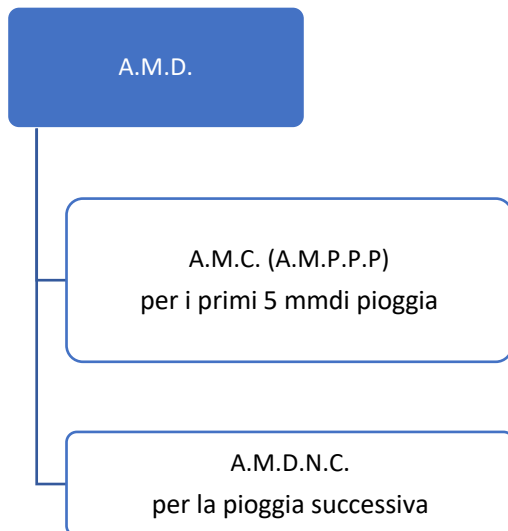 A.M.D.
A.M.C. (A.M.P.P.P)
per i primi 5 mmdi pioggia
A.M.D.N.C.
per la pioggia successiva